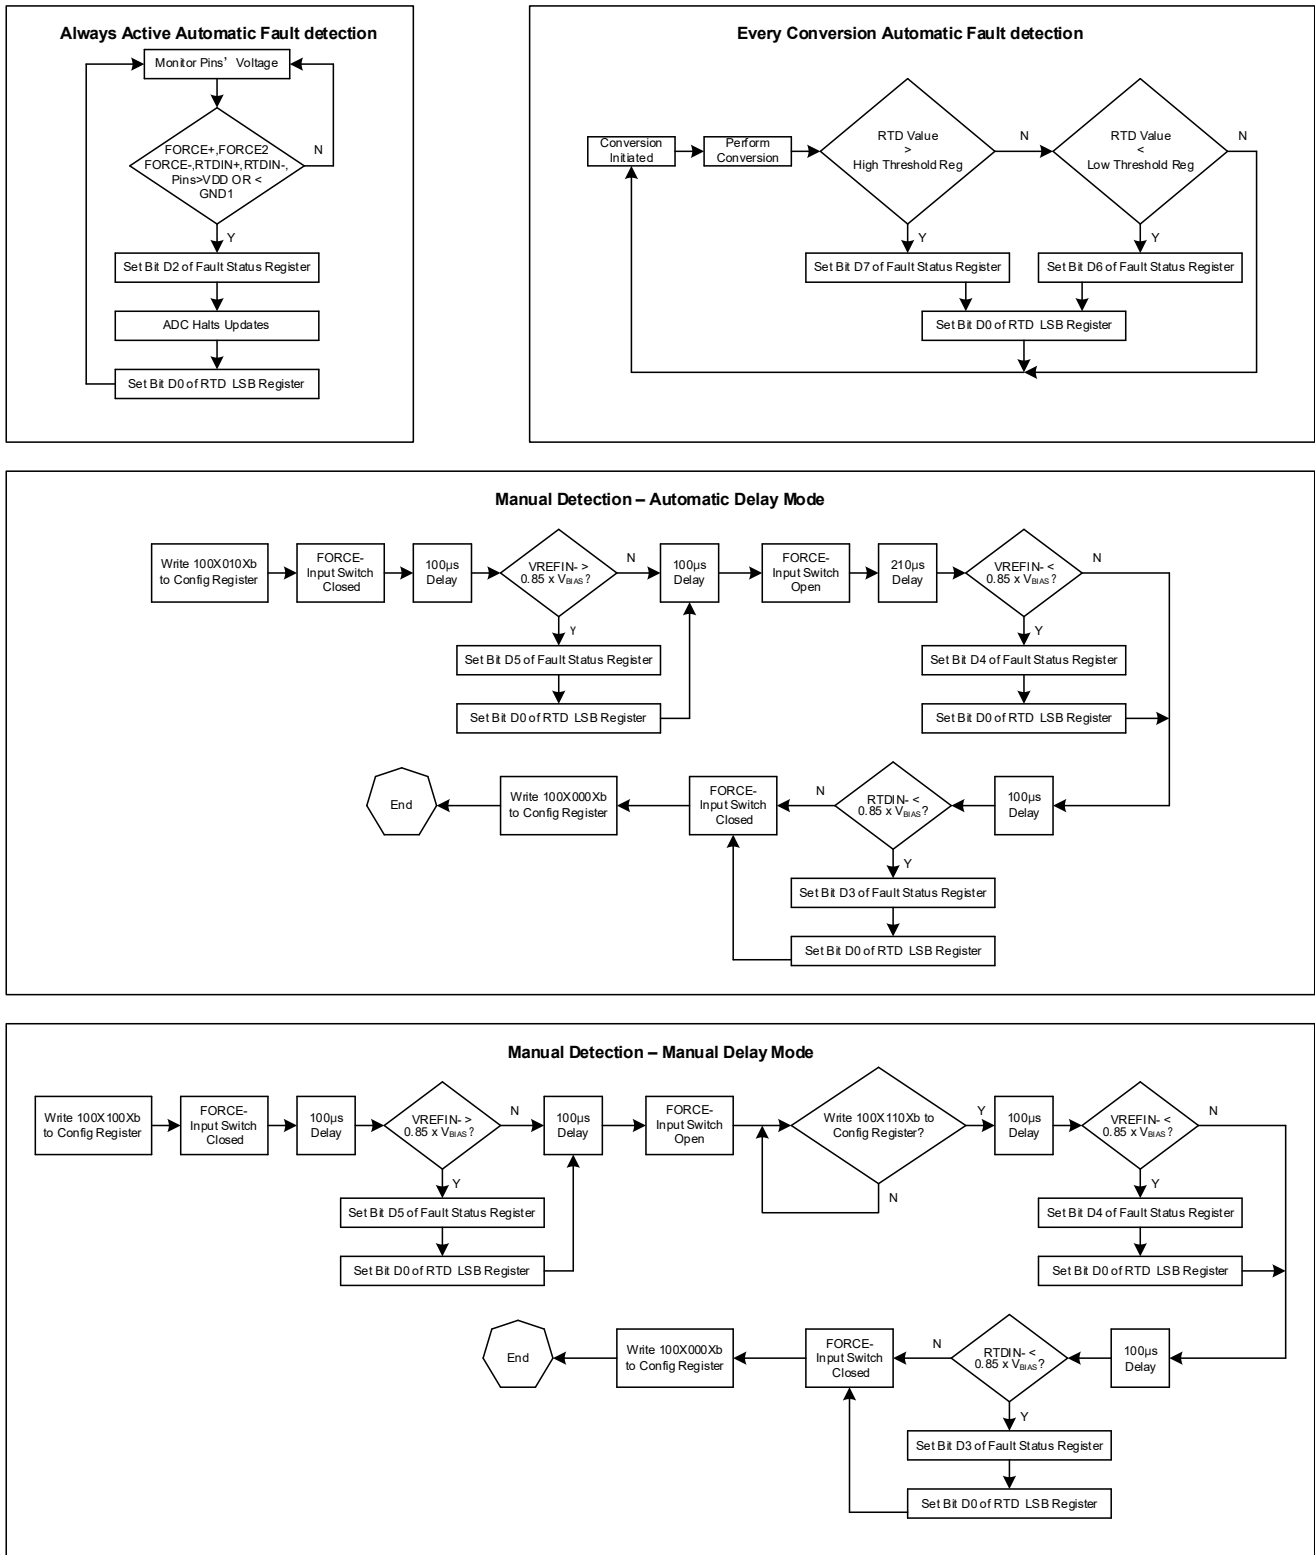 Always Active Automatic Fault detection
Monitor Pins' Voltage
FORCE+,FORCE2
FORCE-,RTDIN+,RTDIN-,
Pins>VDD OR <
GND1
N
Y
Set Bit D2 of Fault Status Register
ADC Halts Updates
Set Bit D0 of RTD LSB Register
Every Conversion Automatic Fault detection
Conversion
Initiated
Perform
Conversion
RTD Value
>
High Threshold Reg
N
RTD Value
<
Low Threshold Reg
N
Y
Y
Set Bit D7 of Fault Status Register
Set Bit D6 of Fault Status Register
Set Bit D0 of RTD LSB Register
Manual Detection – Automatic Delay Mode
Write 100X010Xb
to Config Register
FORCE-
Input Switch
Closed
100μs
Delay
VREFIN- >
0.85 x VBIAS?
N
100μs
Delay
FORCE-
Input Switch
Open
210μs
Delay
VREFIN- <
0.85 x VBIAS?
N
Y
Set Bit D5 of Fault Status Register
Set Bit D0 of RTD LSB Register
Y
Set Bit D4 of Fault Status Register
Set Bit D0 of RTD LSB Register
End
Write 100X000Xb
to Config Register
FORCE-
Input Switch
Closed
N
RTDIN- <
0.85 x VBIAS?
100μs
Delay
Y
Set Bit D3 of Fault Status Register
Set Bit D0 of RTD LSB Register
Manual Detection – Manual Delay Mode
Write 100X100Xb
to Config Register
FORCE-
Input Switch
Closed
100μs
Delay
VREFIN- >
0.85 x VBIAS?
N
100μs
Delay
FORCE-
Input Switch
Open
Write 100X110Xb to
Config Register?
Y
N
100μs
Delay
VREFIN- <
0.85 x VBIAS?
N
Y
Set Bit D5 of Fault Status Register
Set Bit D0 of RTD LSB Register
Y
Set Bit D4 of Fault Status Register
Set Bit D0 of RTD LSB Register
End
Write 100X000Xb
to Config Register
FORCE-
Input Switch
Closed
N
RTDIN- <
0.85 x VBIAS?
100μs
Delay
Y
Set Bit D3 of Fault Status Register
Set Bit D0 of RTD LSB Register